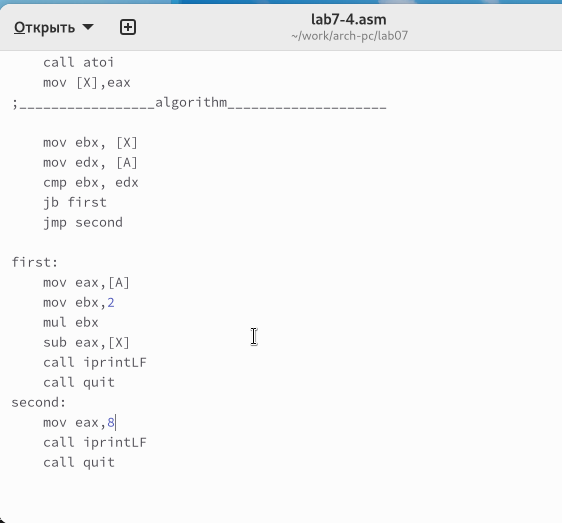 Открыть
lab7-4.asm
~/work/arch-pc/lab07
call atoi
mov [X],eax
;_________________algorithm____________________
mov ebx, [X]
mov edx, [A]
cmp ebx, edx
jb first
jmp second
first:
mov eax,[A]
mov ebx,2
mul ebx
sub eax,[X]
call iprintLF
call quit
second:
mov eax,8
call iprintLF
call quit